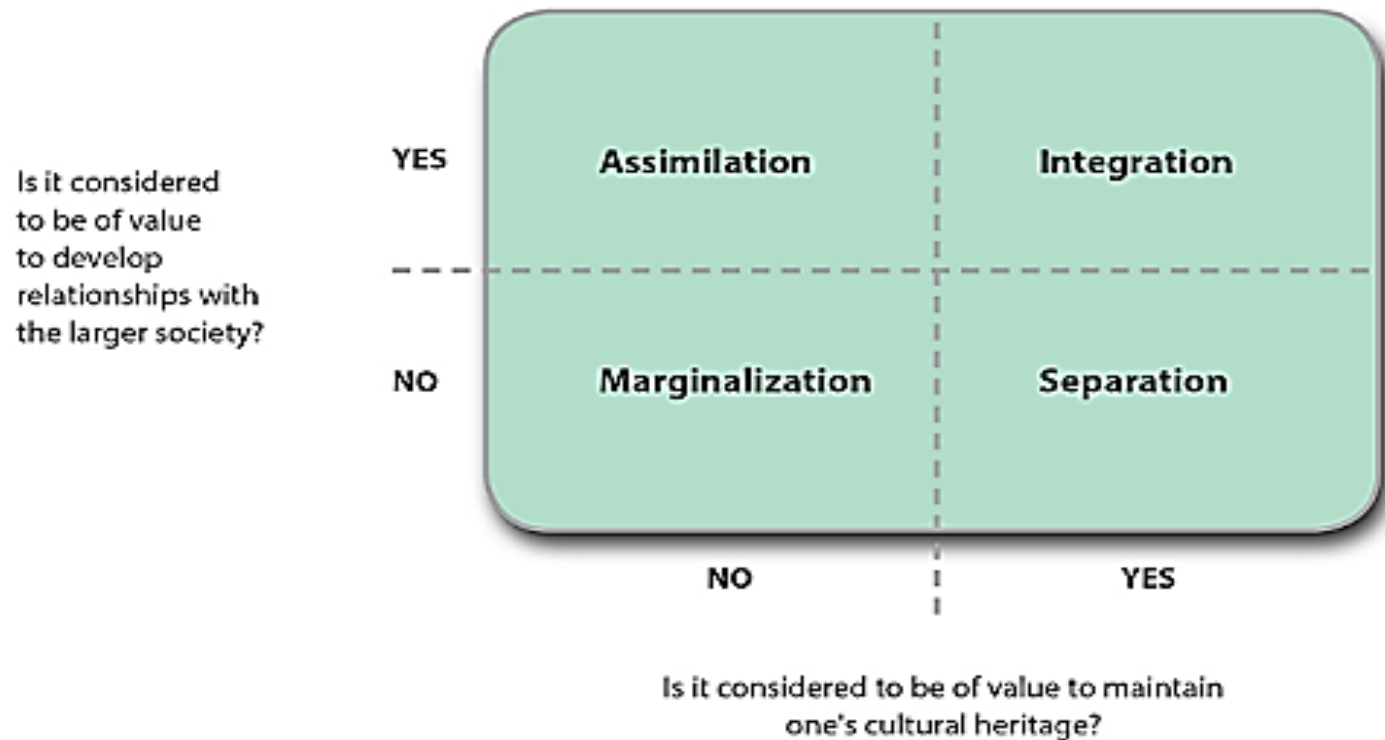 Is it considered
to be of value
to develop
relationships with
the larger society?
YES
Assimilation
Integration
NO
Marginalization
Separation
NO
YES
Is it considered to be of value to maintain
one's cultural heritage?